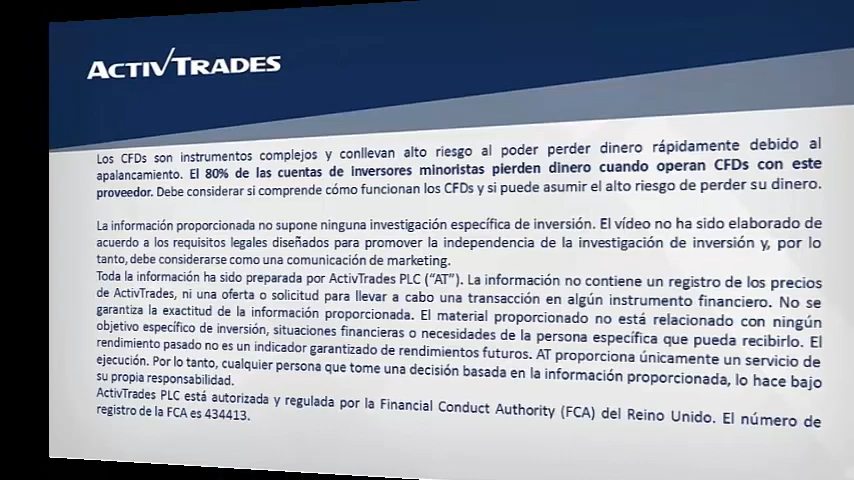 ACTIVTRADES
Los CFDs son instrumentos complejos y conllevan alto riesgo al poder perder dinero rápidamente debido al
apalancamiento. El 80% de las cuentas de inversores minoristas pierden dinero cuando operan CFDs con este
proveedor. Debe considerar si comprende cómo funcionan los CFDs y si puede asumir el alto riesgo de perder su dinero.
La información proporcionada no supone ninguna investigación específica de inversión. El vídeo no ha sido elaborado de
acuerdo a los requisitos legales diseñados para promover la independencia de la investigación de inversión y, por lo
tanto, debe considerarse como una comunicación de marketing.
Toda la información ha sido preparada por ActivTrades PLC (“AT”). La información no contiene un registro de los precios
de ActivTrades, ni una oferta o solicitud para llevar a cabo una transacción en algún instrumento financiero. No se
garantiza la exactitud de la información proporcionada. El material proporcionado no está relacionado con ningún
objetivo específico de inversión, situaciones financieras o necesidades de la persona específica que pueda recibirlo. El
rendimiento pasado no es un indicador garantizado de rendimientos futuros. AT proporciona únicamente un servicio de
ejecución. Por lo tanto, cualquier persona que tome una decisión basada en la información proporcionada, lo hace bajo
su propia responsabilidad.
ActivTrades PLC está autorizada y regulada por la Financial Conduct Authority (FCA) del Reino Unido. El número de
registro de la FCA es 434413.